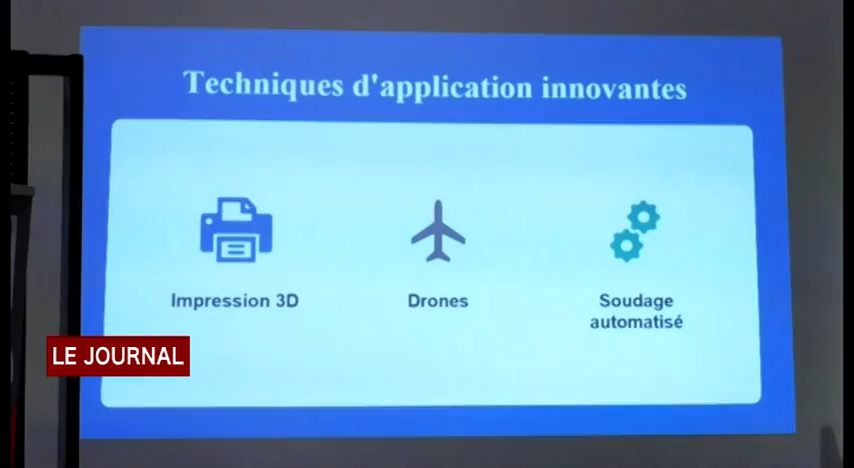 Techniques d'application innovantes
Impression 3D
Drones
Soudage
automatisé
LE JOURNAL